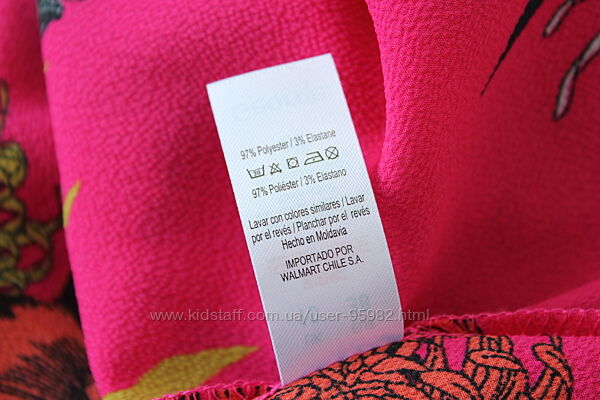 97% Polyester / 3% Elastane
97% Poliéster / 3% Elastano
Lavar con colores similares / Lavar
por el revés / Planchar por el revés
Hecho en Moldavia
IMPORTADO POR
WALMART CHILE S.A.
www.kidstaff.com.ua/user-95982.html